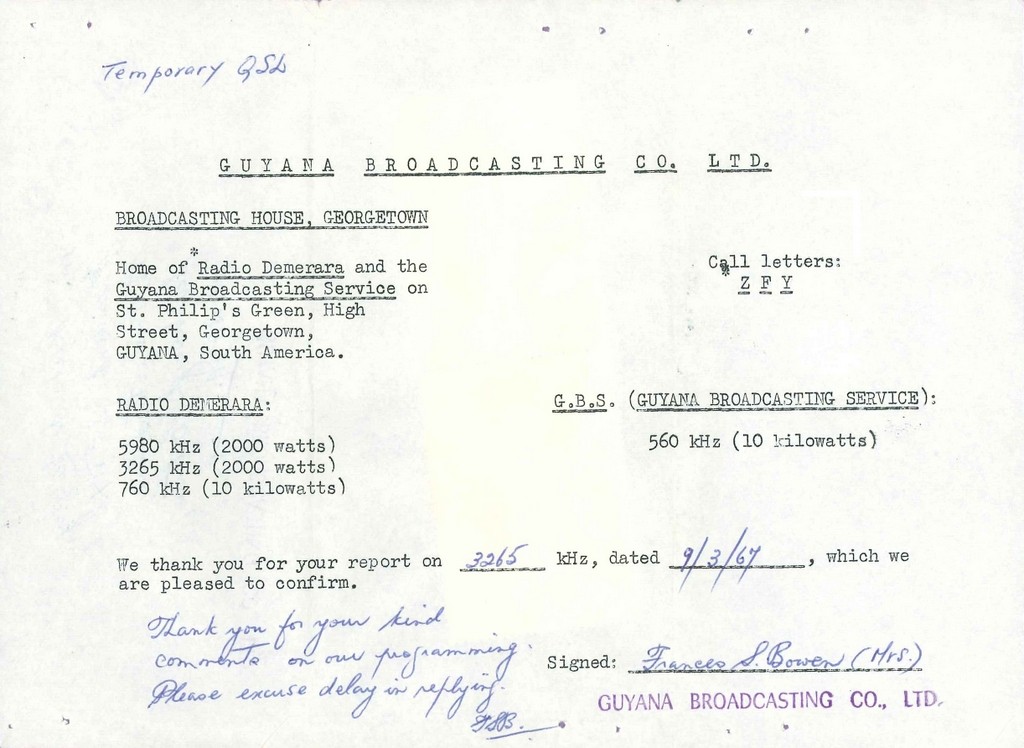 Temporary QSL
GUYANA BROADCASTING CO. LTD.
BROADCASTING HOUSE, GEORGETOWN
*
Home of Radio Demerara and the
Guyana Broadcasting Service on
St. Philip's Green, High
Street, Georgetown,
GUYANA, South America.
Call letters:
*
Z F Y
RADIO DEMERARA:
5980 kHz (2000 watts)
3265 kHz (2000 watts)
760 kHz (10 kilowatts)
G.B.S. (GUYANA BROADCASTING SERVICE):
560 kHz (10 kilowatts)
We thank you for your report on 3265 kHz, dated 9/3/67, which we
are pleased to confirm.
Thank you for your kind
comments on our programming.
Please excuse delay in replying.
FSB.
Signed: Frances S. Bowen (Mrs.)
GUYANA BROADCASTING CO., LTD.